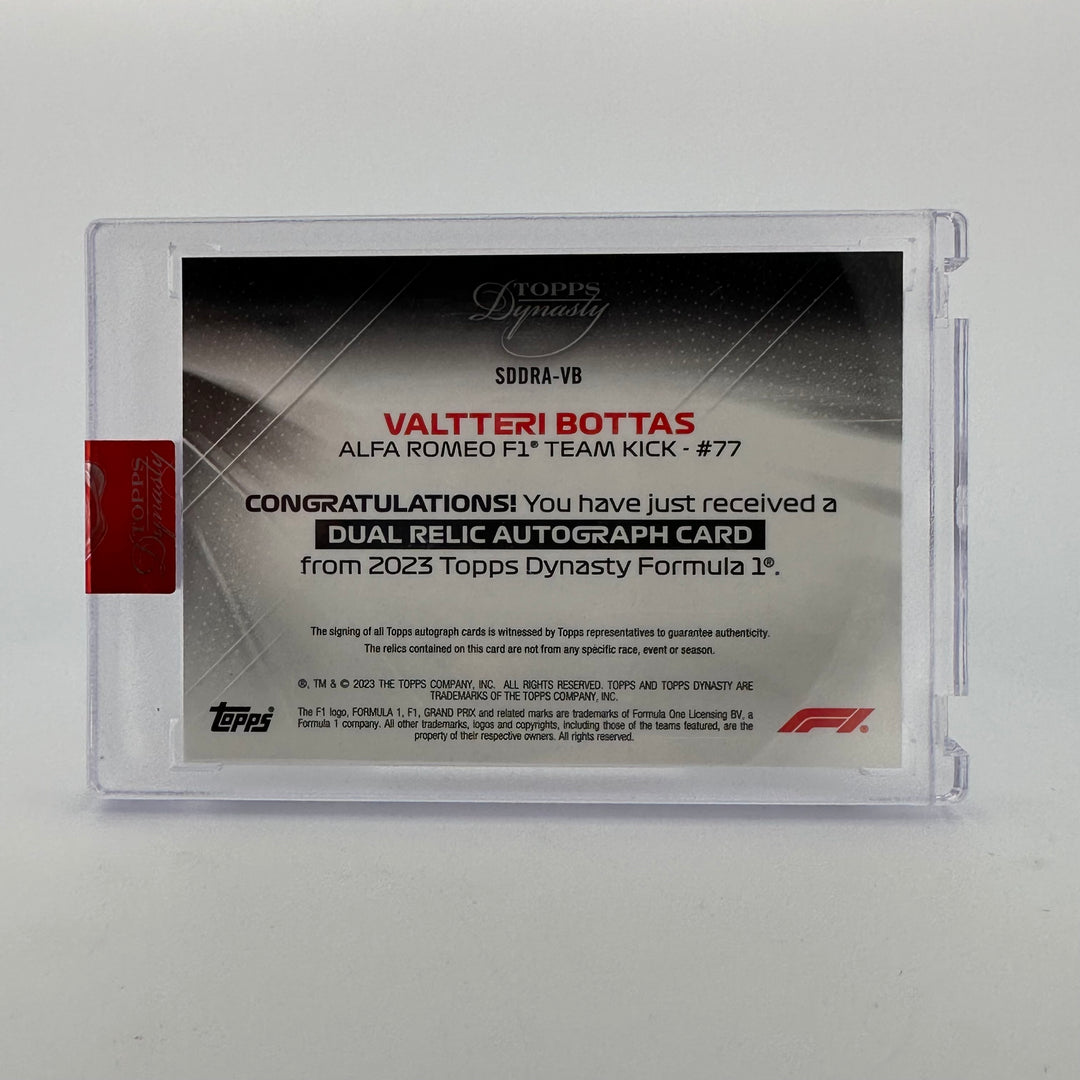 TOPPS
Dynasty
SDDRA-VB
VALTTERI BOTTAS
ALFA ROMEO F1® TEAM KICK - #77
CONGRATULATIONS! You have just received a
DUAL RELIC AUTOGRAPH CARD
from 2023 Topps Dynasty Formula 1®.
TOPPS
Dynasty
The signing of all Topps autograph cards is witnessed by Topps representatives to guarantee authenticity.
The relics contained on this card are not from any specific race, event or season.
®, TM & © 2023 THE TOPPS COMPANY, INC. ALL RIGHTS RESERVED. TOPPS AND TOPPS DYNASTY ARE
TRADEMARKS OF THE TOPPS COMPANY, INC.
The F1 logo, FORMULA 1, F1, GRAND PRIX and related marks are trademarks of Formula One Licensing BV, a
Formula 1 company. All other trademarks, logos and copyrights, including those of the teams featured, are the
property of their respective owners. All rights reserved.
topps®
F1®